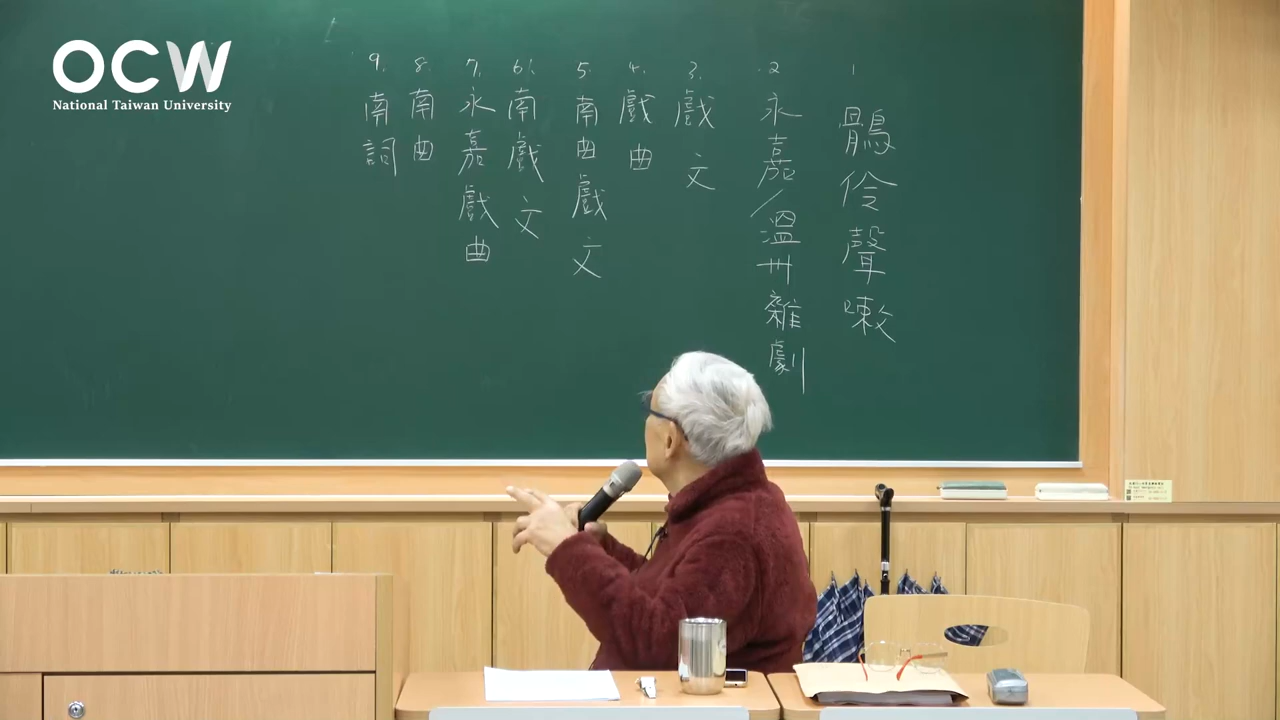 OCW
National Taiwan University
1 鶻伶聲嗽
2 永嘉/溫州雜劇
3. 戲文
4. 戲曲
5. 南曲戲文
6. 南戲文
7. 永嘉戲曲
8. 南曲
9. 南詞